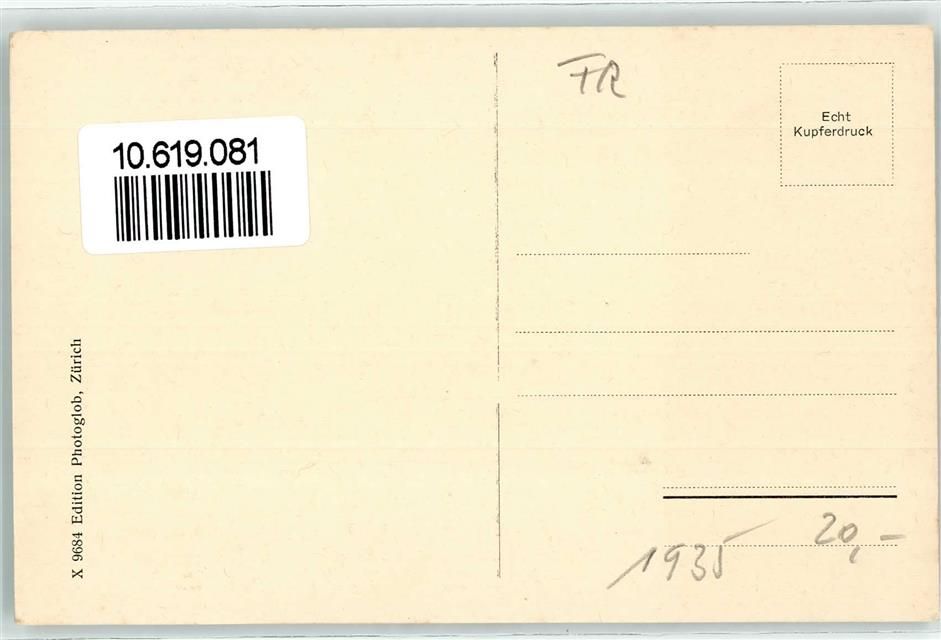 FR
Echt
Kupferdruck
10.619.081
X 9684 Edition Photoglob, Zürich
1935
20,-